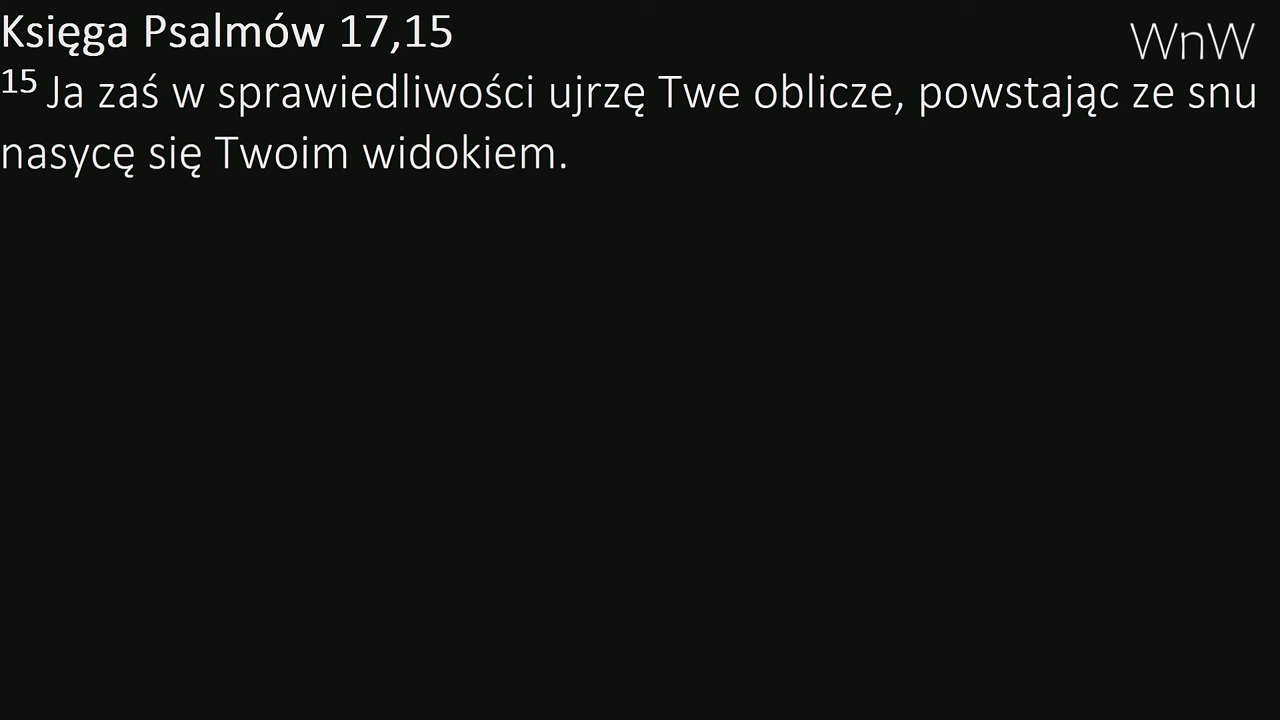 Księga Psalmów 17,15
WnW
15 Ja zaś w sprawiedliwości ujrzę Twe oblicze, powstając ze snu
nasycę się Twoim widokiem.